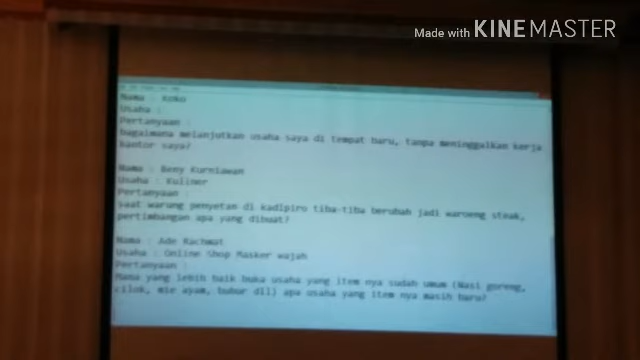 Made with KINEMASTER
Nama : Koko
Usaha :
Pertanyaan :
bagaimana melanjutkan usaha saya di tempat baru, tanpa meninggalkan kerja
kantor saya?
Nama : Beny Kurniawan
Usaha : Kuliner
Pertanyaan :
saat warung penyetan di kadipiro tiba-tiba berubah jadi waroeng steak,
pertimbangan apa yang dibuat?
Nama : Ade Rachmat
Usaha : Online Shop Masker wajah
Pertanyaan :
Mana yang lebih baik buka usaha yang item nya sudah umum (Nasi goreng,
cilok, mie ayam, bubur dll) apa usaha yang item nya masih baru?